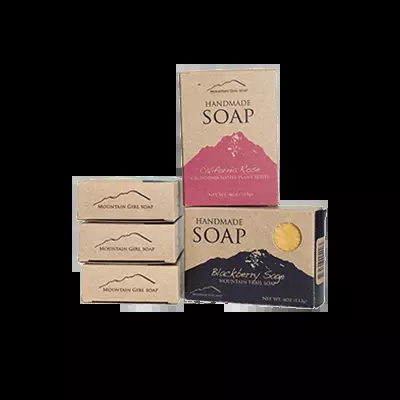 MOUNTAIN GIRL SOAP
HANDMADE
SOAP
California Rose
MOUNTAIN GIRL SOAP
MOUNTAIN GIRL SOAP
MOUNTAIN GIRL SOAP
HANDMADE
SOAP
Blackberry Sage